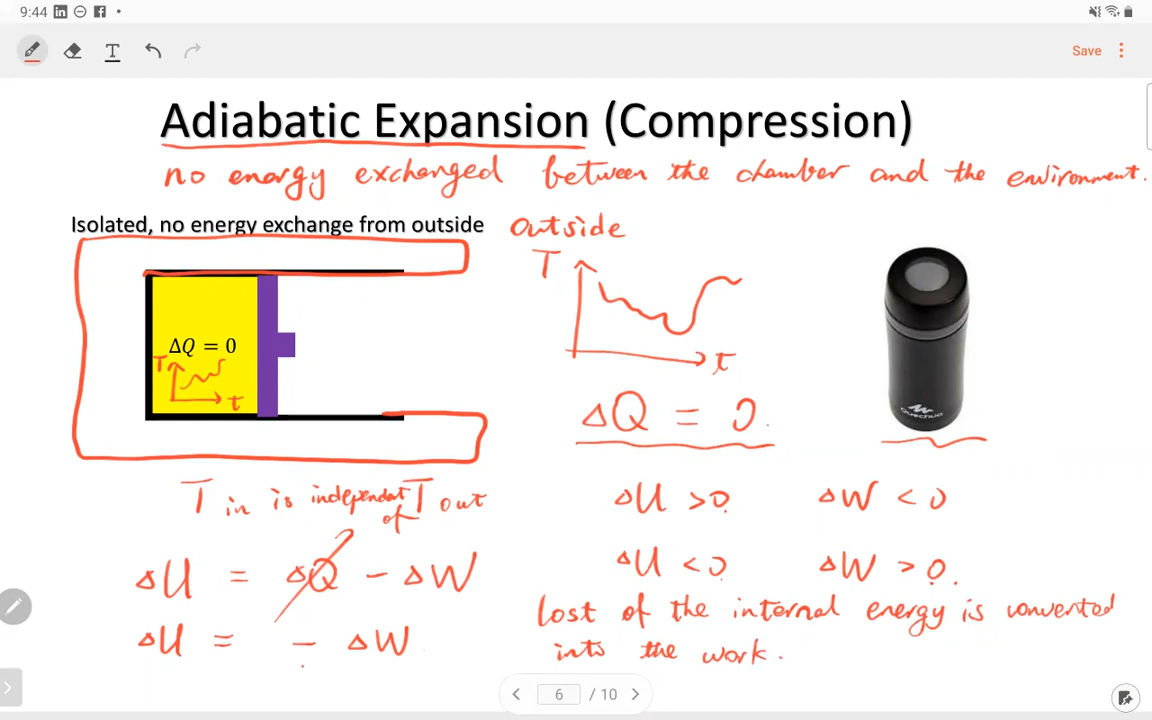 9:44
Save
Adiabatic Expansion (Compression)
no energy exchanged between the chamber and the environment.
Isolated, no energy exchange from outside
outside
T
t
ΔQ = 0
T
t
ΔQ = 0.
Quechua
T in is independent of T out
ΔU > 0. ΔW < 0
ΔU < 0. ΔW > 0.
ΔU = ΔQ - ΔW
ΔU = - ΔW
lost of the internal energy is converted
into the work.
6 / 10